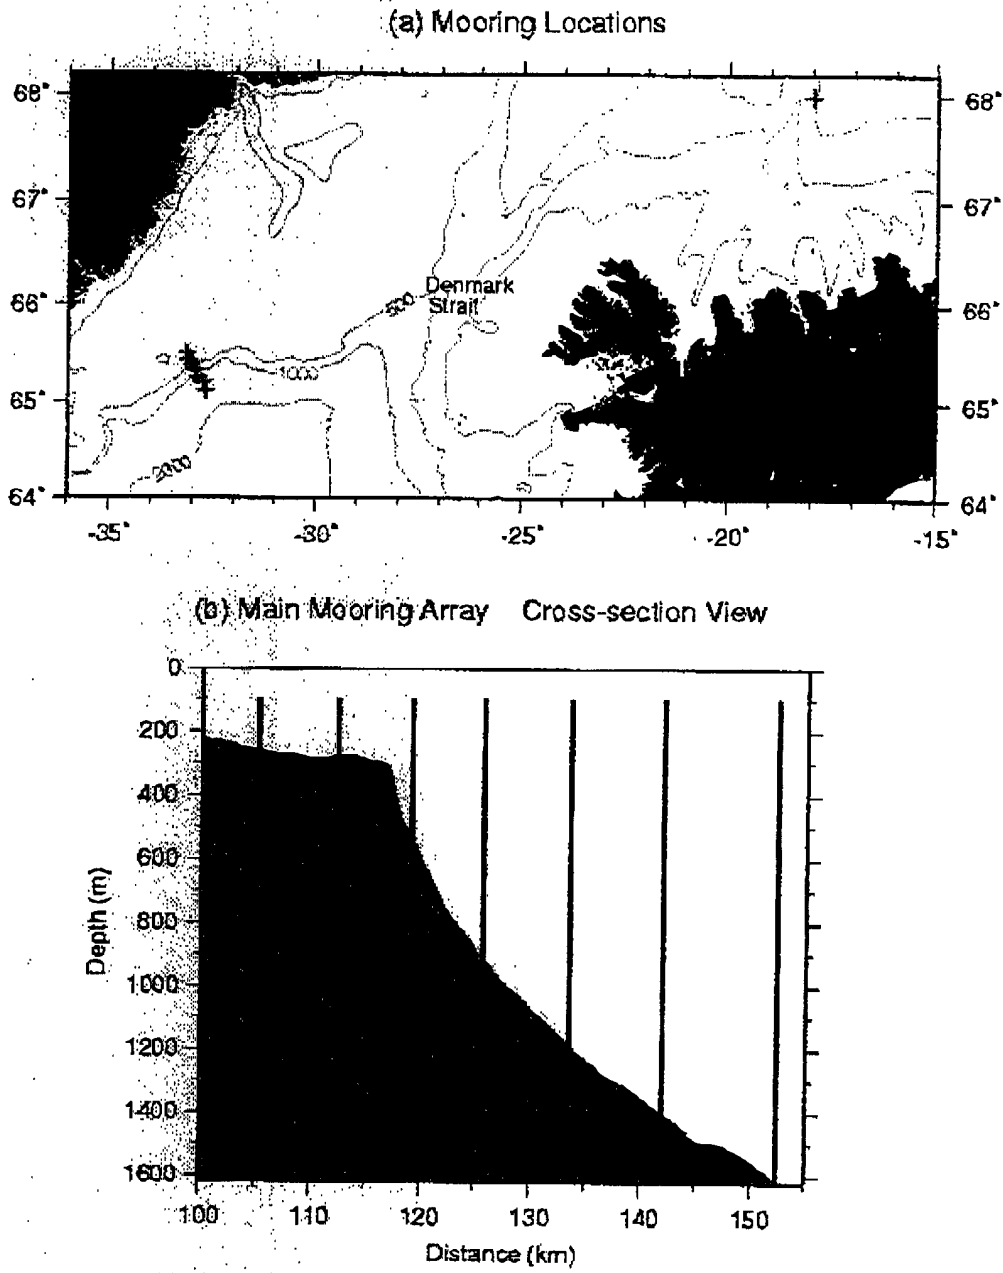 (a) Mooring Locations
68° 68°
67° 67°
66° 66°
65° 65°
64° 64°
Denmark
Strait
500
1000
2000
-35° -30° -25° -20° -15°
(b) Main Mooring Array Cross-section View
0
200
400
600
800
1000
1200
1400
1600
Depth (m)
100 110 120 130 140 150
Distance (km)